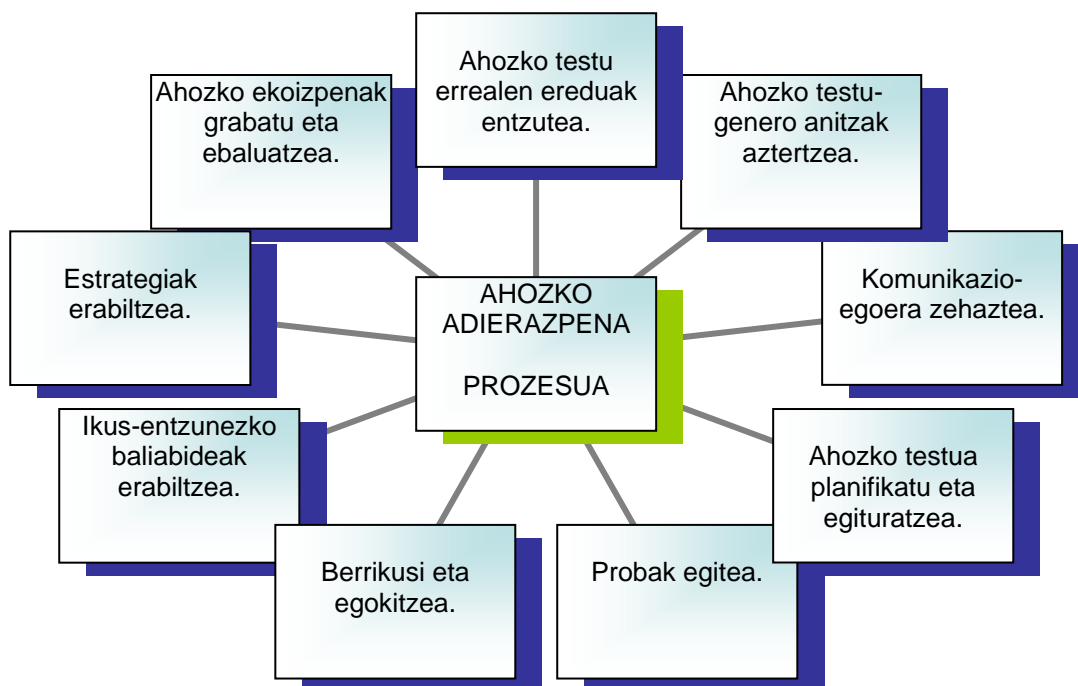 Ahozko testu
errealen ereduak
entzutea.
Ahozko testu-
genero anitzak
aztertzea.
Komunikazio-
egoera zehaztea.
Ahozko testua
planifikatu eta
egituratzea.
Probak egitea.
Berrikusi eta
egokitzea.
Ikus-entzunezko
baliabideak
erabiltzea.
Estrategiak
erabiltzea.
Ahozko ekoizpenak
grabatu eta
ebaluatzea.
AHOZKO
ADIERAZPENA
PROZESUA